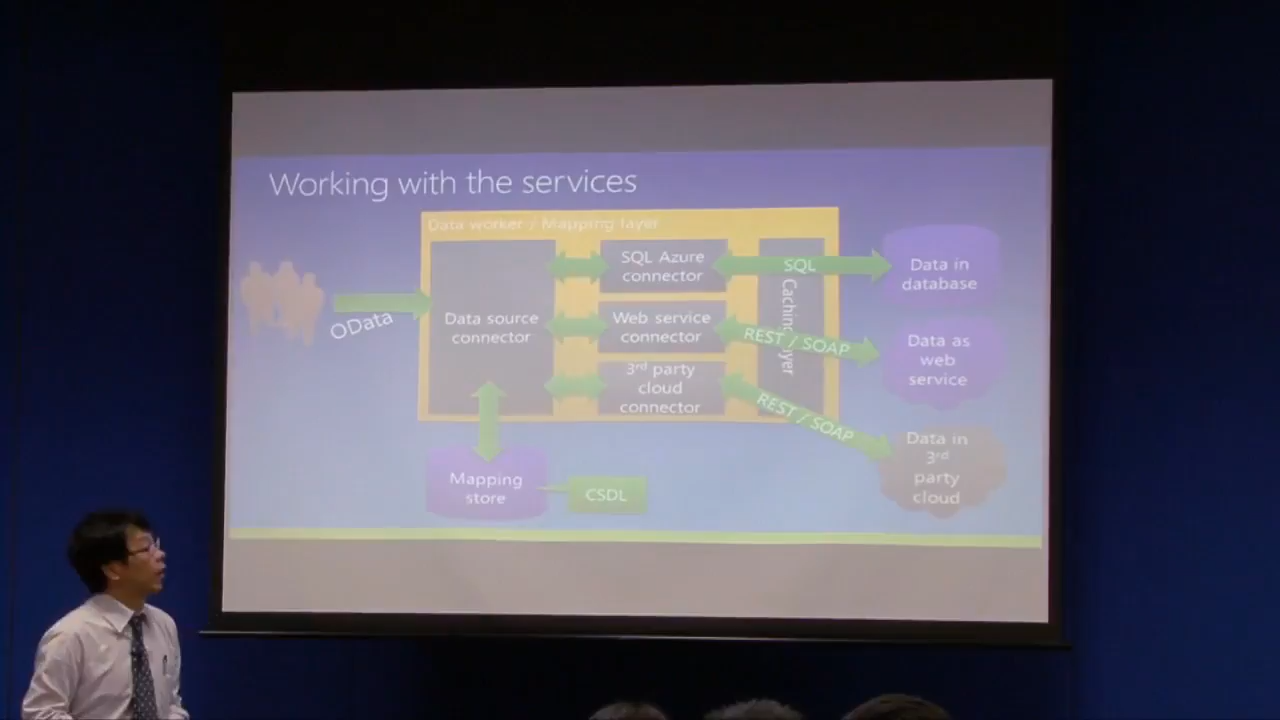 Working with the services
Data worker / Mapping layer
OData
Data source
connector
SQL Azure
connector
Web service
connector
3rd party
cloud
connector
Caching layer
SQL
REST / SOAP
REST / SOAP
Data in
database
Data as
web
service
Data in
3rd
party
cloud
Mapping
store
CSDL